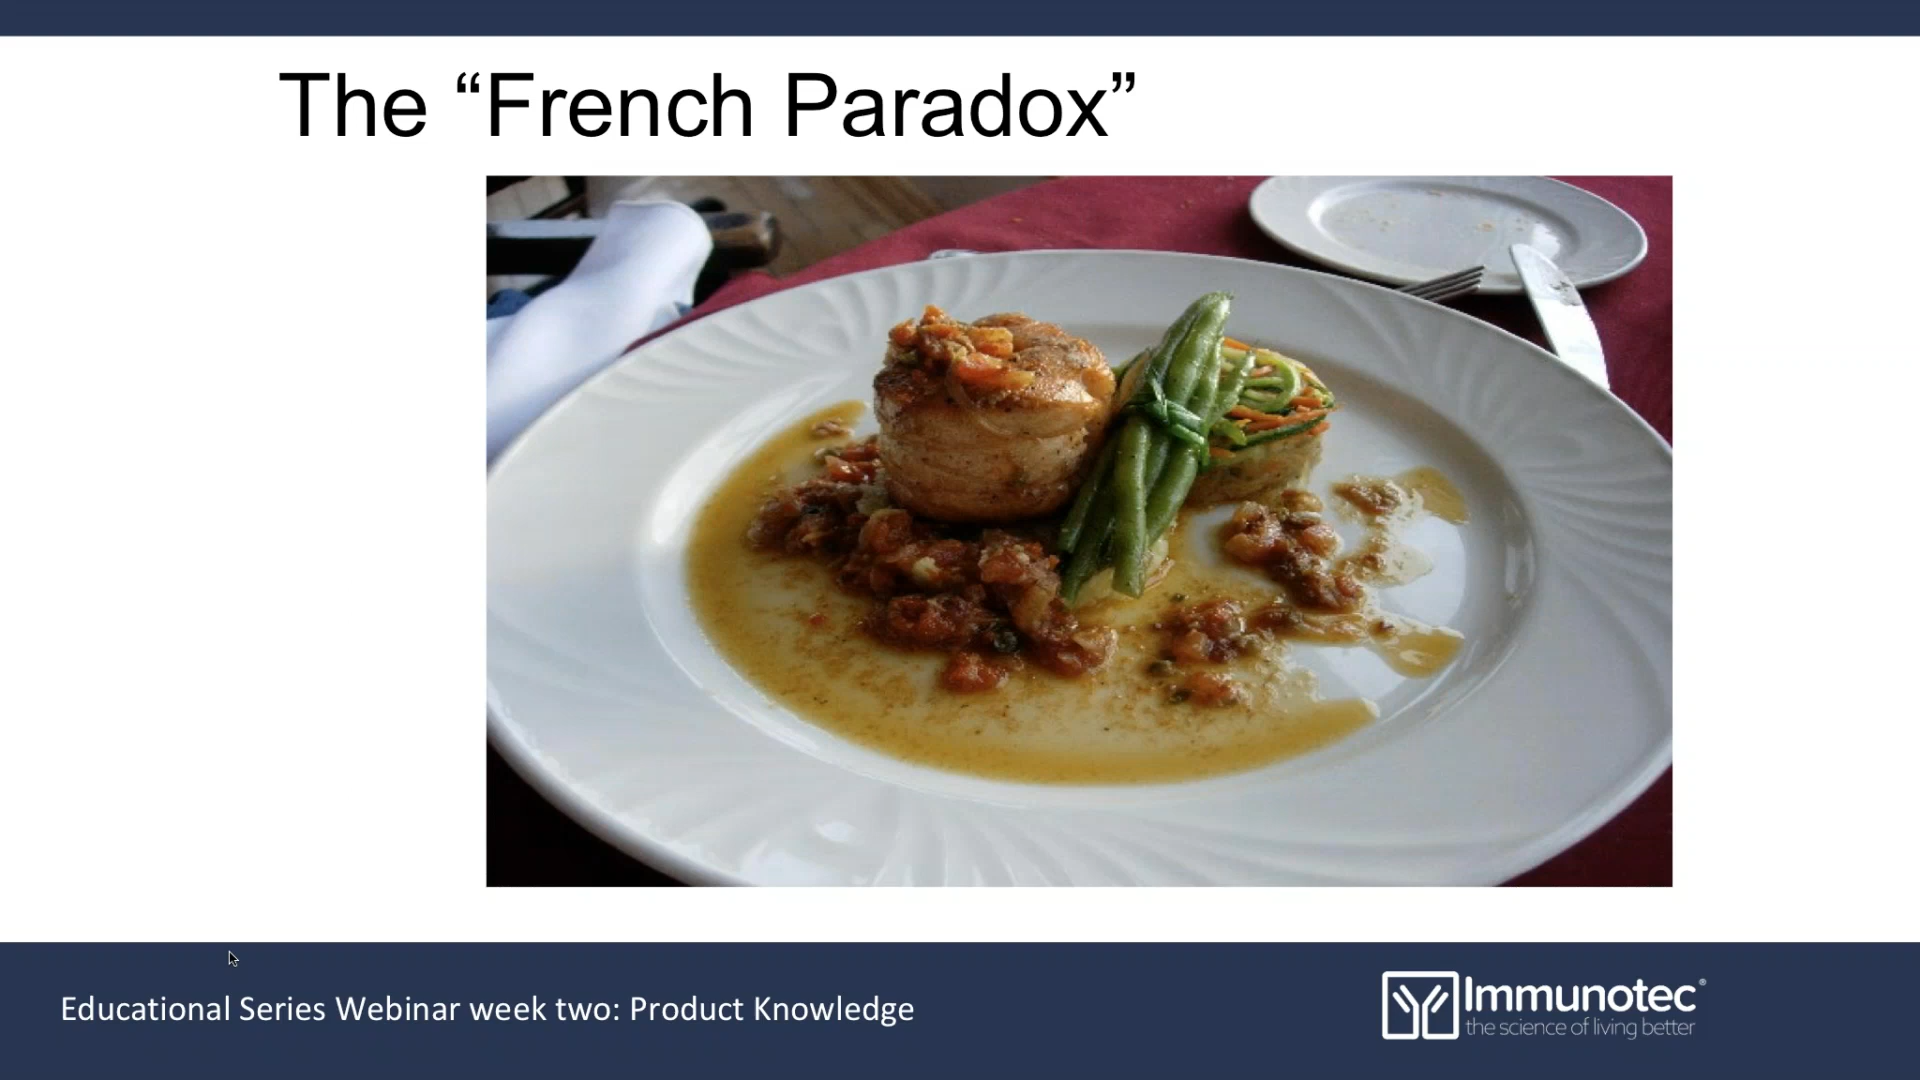 The “French Paradox”
Educational Series Webinar week two: Product Knowledge
Immunotec®
the science of living better